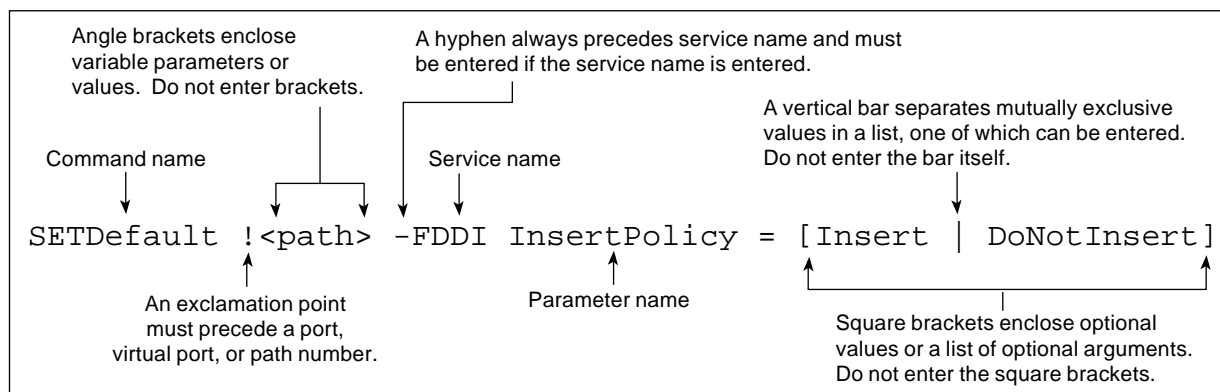 Angle brackets enclose
variable parameters or
values. Do not enter brackets.
A hyphen always precedes service name and must
be entered if the service name is entered.
A vertical bar separates mutually exclusive
values in a list, one of which can be entered.
Do not enter the bar itself.
Command name
Service name
SETDefault !<path> -FDDI InsertPolicy = [Insert | DoNotInsert]
An exclamation point
must precede a port,
virtual port, or path number.
Parameter name
Square brackets enclose optional
values or a list of optional arguments.
Do not enter the square brackets.